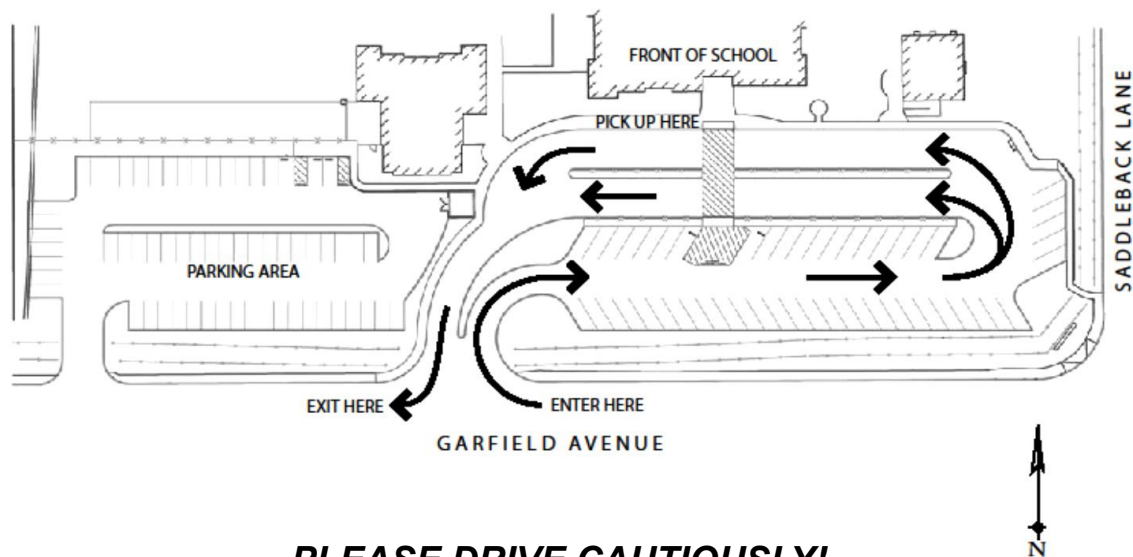 FRONT OF SCHOOL
PICK UP HERE
SADDLEBACK LANE
PARKING AREA
EXIT HERE
ENTER HERE
GARFIELD AVENUE
N
PLEASE DRIVE CAUTIOUSLY!